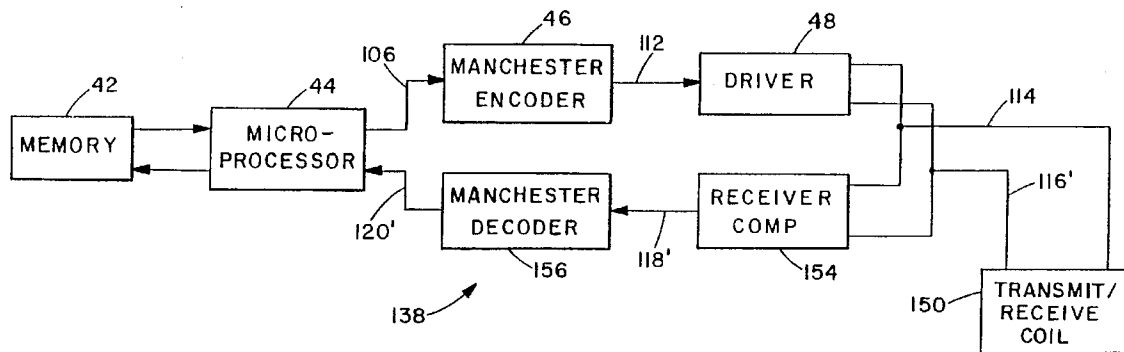 46
48
106
112
MANCHESTER
ENCODER
DRIVER
42
44
114
MEMORY
MICRO-
PROCESSOR
116'
MANCHESTER
DECODER
RECEIVER
COMP
120'
118'
156
154
138
150
TRANSMIT/
RECEIVE
COIL